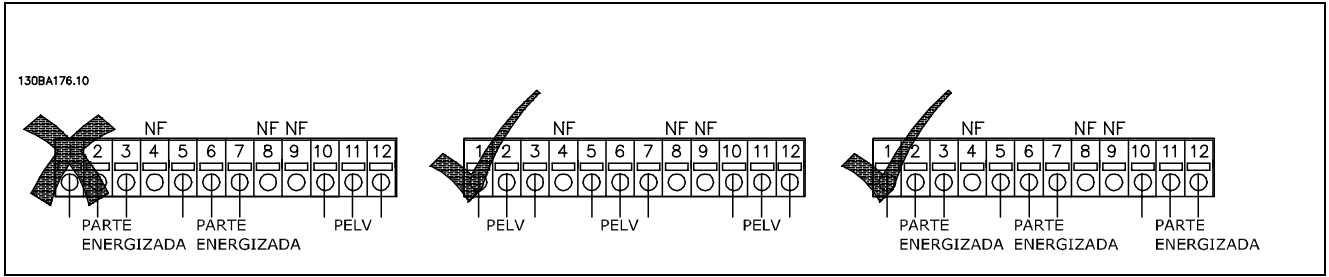 130BA176.10
NF NF NF
2 3 4 5 6 7 8 9 10 11 12
PARTE ENERGIZADA
PARTE ENERGIZADA
PELV
NF NF NF
1 2 3 4 5 6 7 8 9 10 11 12
PELV PELV PELV
NF NF NF
1 2 3 4 5 6 7 8 9 10 11 12
PARTE ENERGIZADA
PARTE ENERGIZADA
PARTE ENERGIZADA